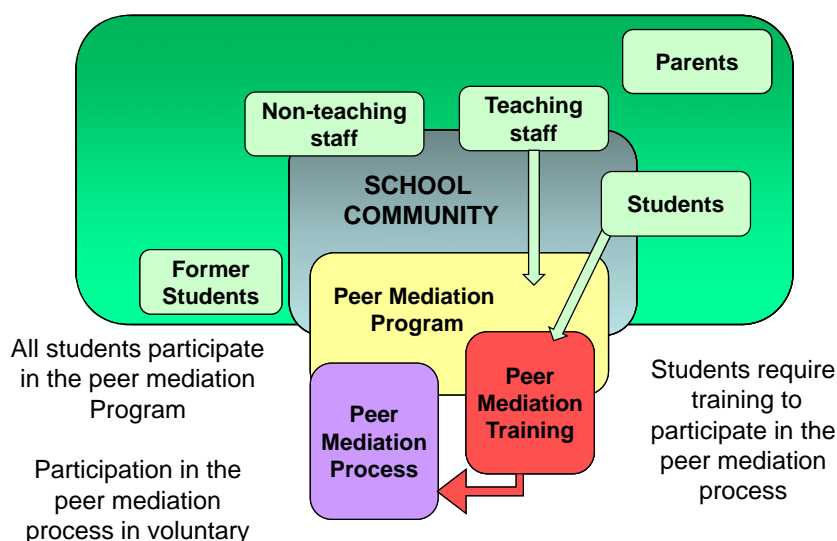 Parents
Non-teaching
staff
Teaching
staff
SCHOOL
COMMUNITY
Students
Former
Students
Peer Mediation
Program
All students participate
in the peer mediation
Program
Peer
Mediation
Training
Peer
Mediation
Process
Students require
training to
participate in the
peer mediation
process
Participation in the
peer mediation
process in voluntary